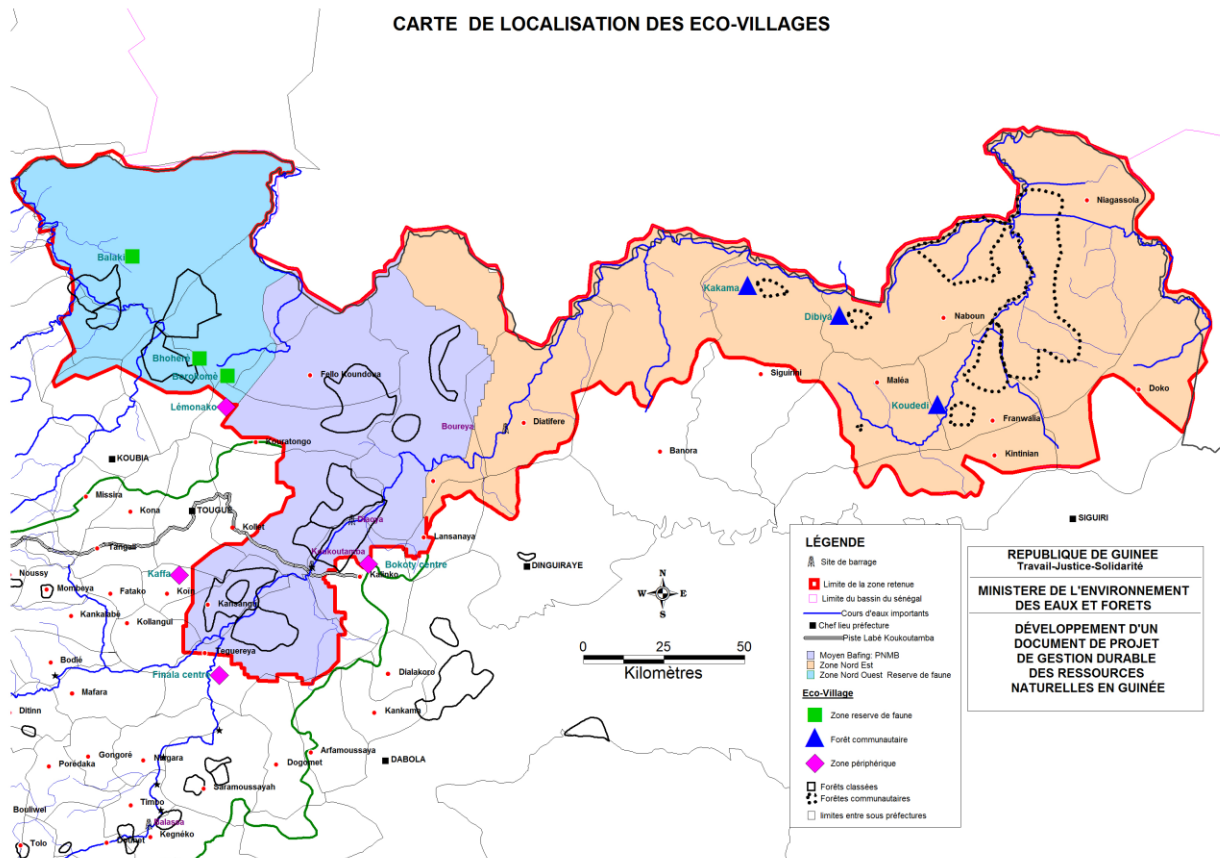 CARTE DE LOCALISATION DES ECO-VILLAGES
Niagassola
Balaki
Kakama
Dibiya
Naboun
Bhoheré
Fello Koundoua
Siguirini
Maléa
Doko
Lémonako
Koudedi
Boureya
Diatifere
Franwalia
Kouratongo
Banora
Kintinian
KOUBIA
Missira
Kona
TOUGUE
Kollet
SIGUIRI
Lansanaya
Tangali
Koukoutamba
Bokoty centre
DINGUIRAYE
Noussy
Kaffa
Kalinko
Mombeya
Fatako
Koin
Kansangi
Kankalabé
Kollangui
Teguereya
Bodié
Finala centre
Dialakoro
Mafara
Ditinn
Kankama
Arfamoussaya
Gongoré
Niagara
Dogomet
DABOLA
Poredaka
Saramoussayah
Timbo
Bouliwel
Balassa
Kegnéko
Tolo
N
W E
S
0 25 50
Kilomètres
LÉGENDE
Site de barrage
Limite de la zone retenue
Limite du bassin du sénégal
Cours d'eaux importants
Chef lieu préfecture
Piste Labé Koukoutamba
Moyen Bafing: PNMB
Zone Nord Est
Zone Nord Ouest Reserve de faune
Eco-Village
Zone reserve de faune
Forêt communautaire
Zone périphérique
Forêts classées
Forêtes communautaires
limites entre sous préfectures
REPUBLIQUE DE GUINEE
Travail-Justice-Solidarité
MINISTERE DE L'ENVIRONNEMENT
DES EAUX ET FORETS
DÉVELOPPEMENT D'UN
DOCUMENT DE PROJET
DE GESTION DURABLE
DES RESSOURCES
NATURELLES EN GUINÉE